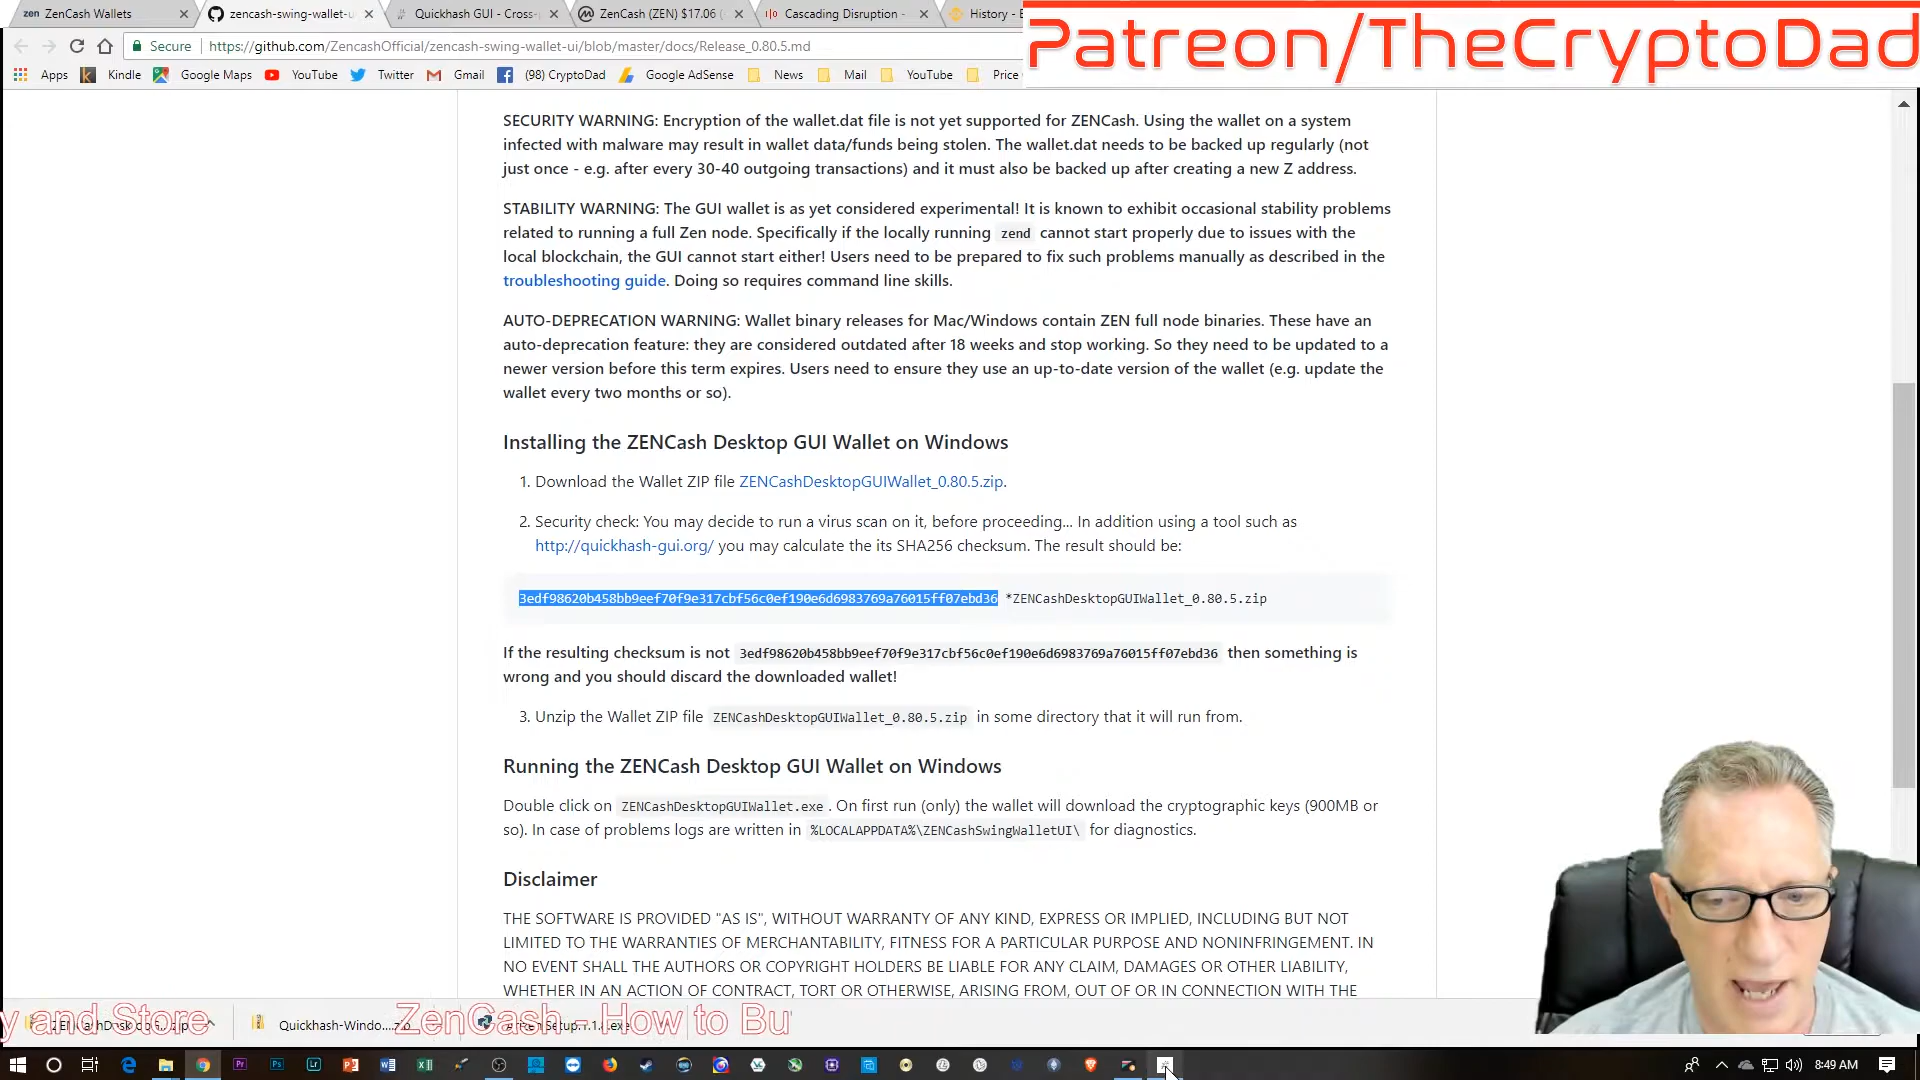 zen ZenCash Wallets
zencash-swing-wallet-u
Quickhash GUI - Cross-p
ZenCash (ZEN) $17.06 (
Cascading Disruption -
History - E
Patreon/TheCryptoDad
Secure
https://github.com/ZencashOfficial/zencash-swing-wallet-ui/blob/master/docs/Release_0.80.5.md
Apps Kindle Google Maps YouTube Twitter Gmail (98) CryptoDad Google AdSense News Mail YouTube Price
SECURITY WARNING: Encryption of the wallet.dat file is not yet supported for ZENCash. Using the wallet on a system
infected with malware may result in wallet data/funds being stolen. The wallet.dat needs to be backed up regularly (not
just once - e.g. after every 30-40 outgoing transactions) and it must also be backed up after creating a new Z address.
STABILITY WARNING: The GUI wallet is as yet considered experimental! It is known to exhibit occasional stability problems
related to running a full Zen node. Specifically if the locally running zend cannot start properly due to issues with the
local blockchain, the GUI cannot start either! Users need to be prepared to fix such problems manually as described in the
troubleshooting guide. Doing so requires command line skills.
AUTO-DEPRECATION WARNING: Wallet binary releases for Mac/Windows contain ZEN full node binaries. These have an
auto-deprecation feature: they are considered outdated after 18 weeks and stop working. So they need to be updated to a
newer version before this term expires. Users need to ensure they use an up-to-date version of the wallet (e.g. update the
wallet every two months or so).
Installing the ZENCash Desktop GUI Wallet on Windows
1. Download the Wallet ZIP file ZENCashDesktopGUIWallet_0.80.5.zip.
2. Security check: You may decide to run a virus scan on it, before proceeding... In addition using a tool such as
http://quickhash-gui.org/ you may calculate the its SHA256 checksum. The result should be:
3edf98620b458bb9eef70f9e317cbf56c0ef190e6d6983769a76015ff07ebd36 *ZENCashDesktopGUIWallet_0.80.5.zip
If the resulting checksum is not 3edf98620b458bb9eef70f9e317cbf56c0ef190e6d6983769a76015ff07ebd36 then something is
wrong and you should discard the downloaded wallet!
3. Unzip the Wallet ZIP file ZENCashDesktopGUIWallet_0.80.5.zip in some directory that it will run from.
Running the ZENCash Desktop GUI Wallet on Windows
Double click on ZENCashDesktopGUIWallet.exe . On first run (only) the wallet will download the cryptographic keys (900MB or
so). In case of problems logs are written in %LOCALAPPDATA%\ZENCashSwingWalletUI\ for diagnostics.
Disclaimer
THE SOFTWARE IS PROVIDED "AS IS", WITHOUT WARRANTY OF ANY KIND, EXPRESS OR IMPLIED, INCLUDING BUT NOT
LIMITED TO THE WARRANTIES OF MERCHANTABILITY, FITNESS FOR A PARTICULAR PURPOSE AND NONINFRINGEMENT. IN
NO EVENT SHALL THE AUTHORS OR COPYRIGHT HOLDERS BE LIABLE FOR ANY CLAIM, DAMAGES OR OTHER LIABILITY,
WHETHER IN AN ACTION OF CONTRACT, TORT OR OTHERWISE, ARISING FROM, OUT OF OR IN CONNECTION WITH THE
y and Store ZenCash - How to Bu
Quickhash-Windo....zip
8:49 AM